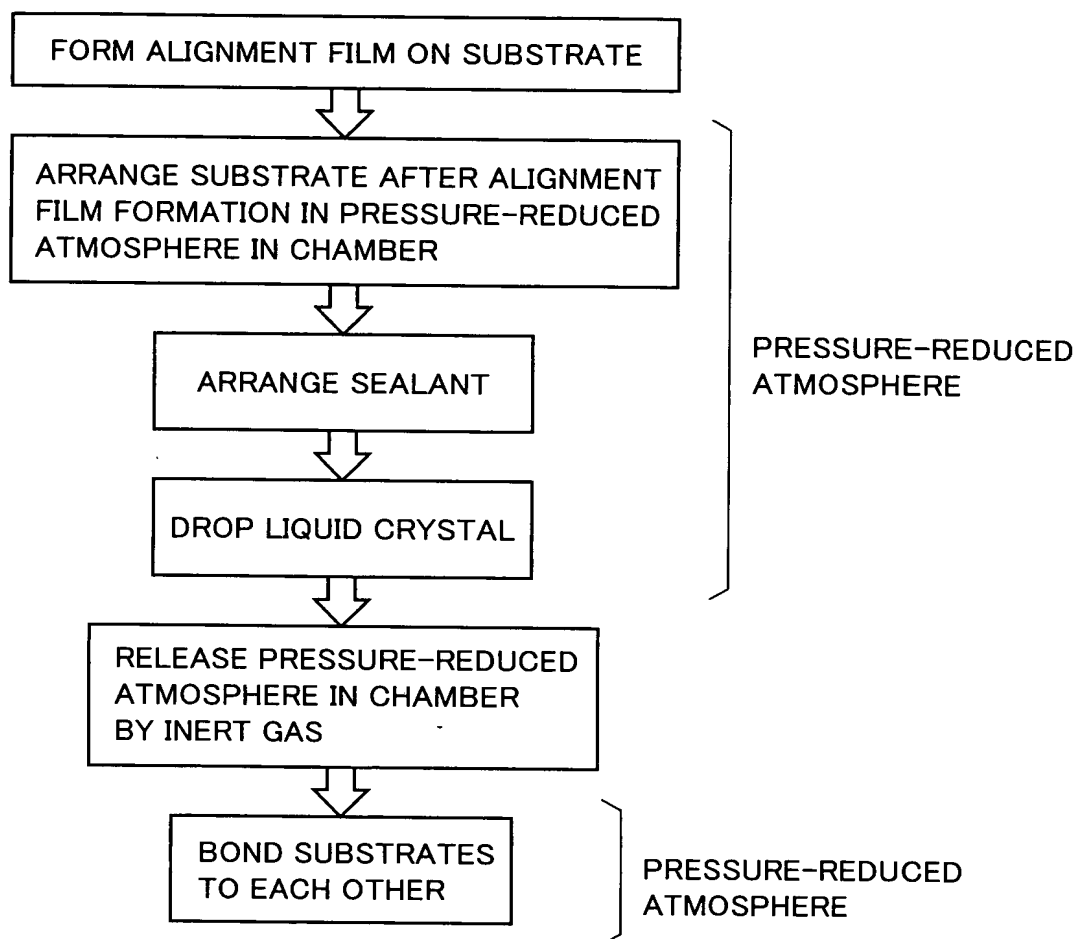 FORM ALIGNMENT FILM ON SUBSTRATE
ARRANGE SUBSTRATE AFTER ALIGNMENT
FILM FORMATION IN PRESSURE-REDUCED
ATMOSPHERE IN CHAMBER
ARRANGE SEALANT
PRESSURE-REDUCED
ATMOSPHERE
DROP LIQUID CRYSTAL
RELEASE PRESSURE-REDUCED
ATMOSPHERE IN CHAMBER
BY INERT GAS
BOND SUBSTRATES
TO EACH OTHER
PRESSURE-REDUCED
ATMOSPHERE